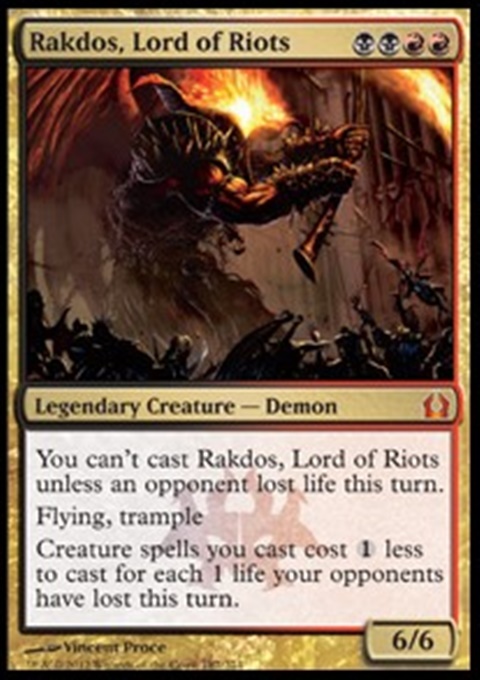 Rakdos, Lord of Riots
Legendary Creature — Demon
You can't cast Rakdos, Lord of Riots
unless an opponent lost life this turn.
Flying, trample
Creature spells you cast cost 1 less
to cast for each 1 life your opponents
have lost this turn.
6/6
Vincent Proce